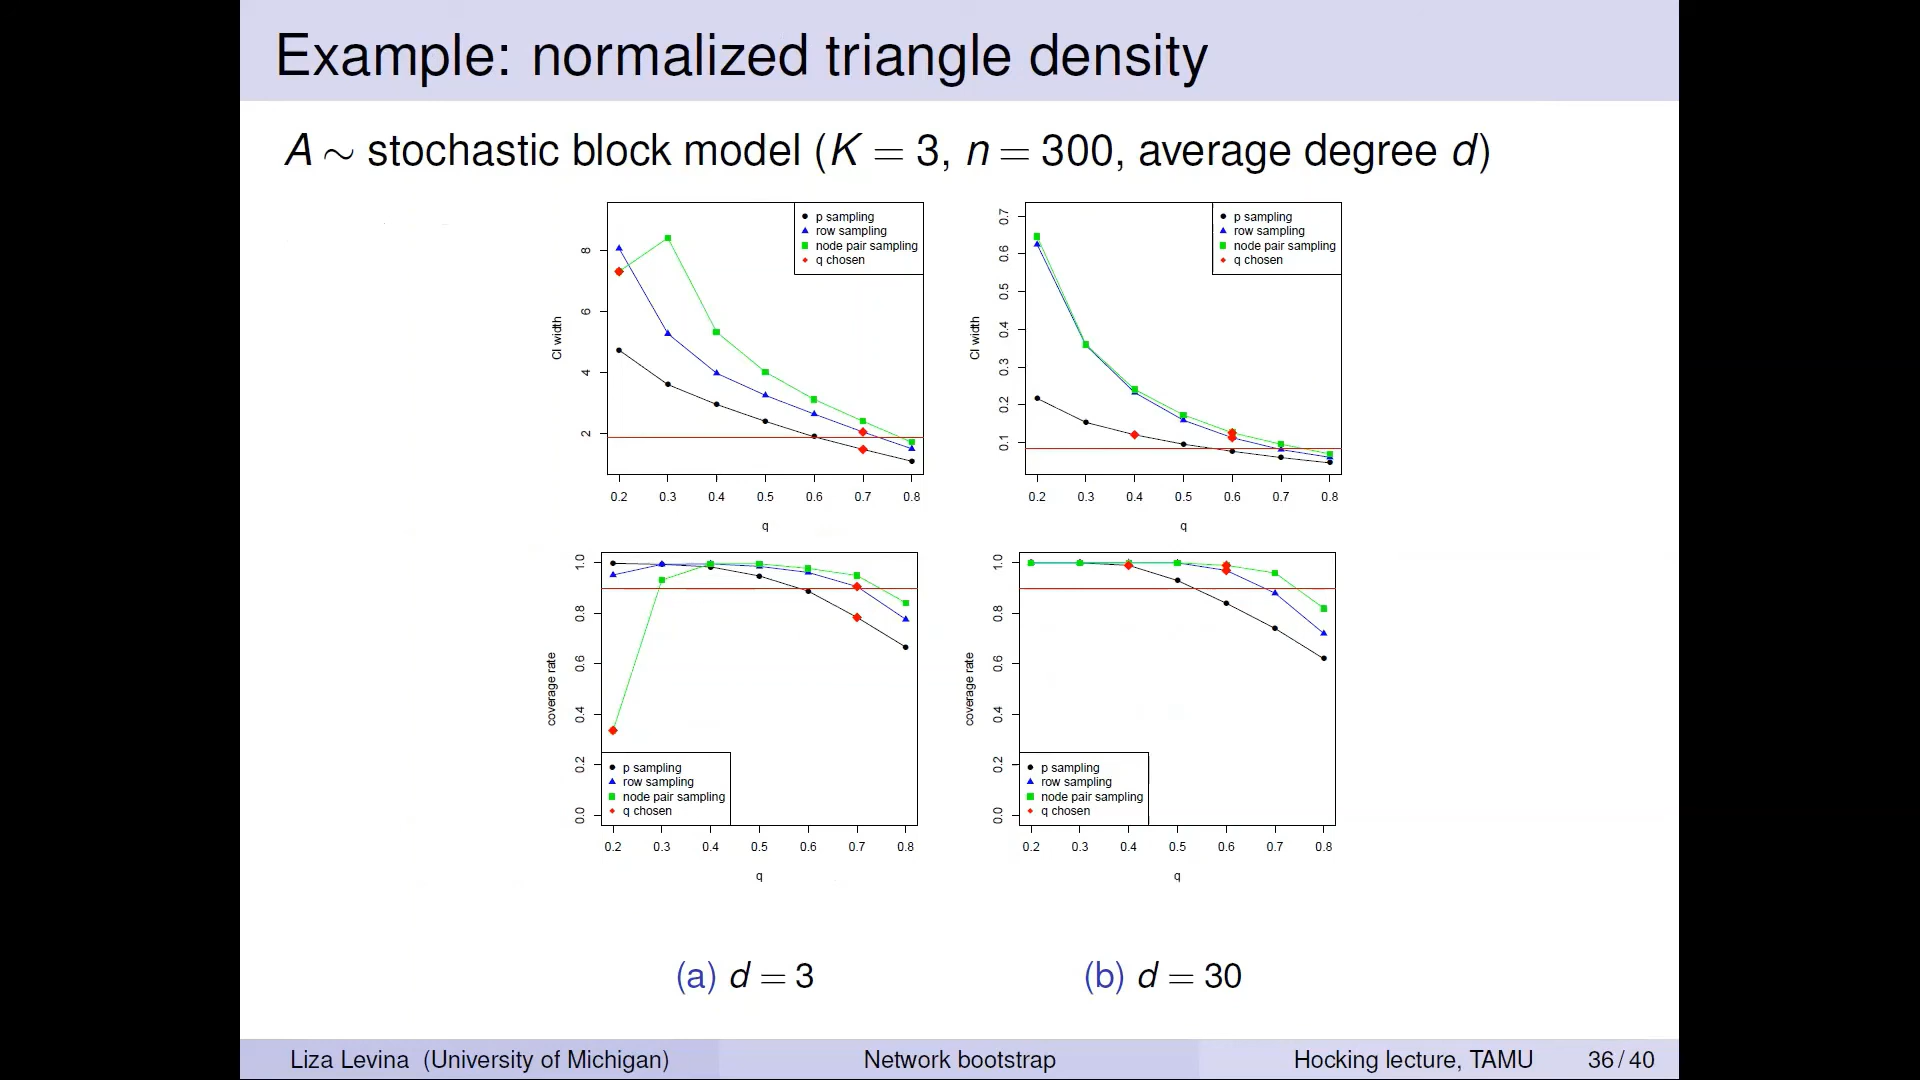 Example: normalized triangle density
A ∼ stochastic block model (K = 3, n = 300, average degree d)
p sampling
row sampling
node pair sampling
q chosen
CI width
8
6
4
2
0.2 0.3 0.4 0.5 0.6 0.7 0.8
q
p sampling
row sampling
node pair sampling
q chosen
CI width
0.7
0.6
0.5
0.4
0.3
0.2
0.1
0.2 0.3 0.4 0.5 0.6 0.7 0.8
q
coverage rate
1.0
0.8
0.6
0.4
0.2
0.0
p sampling
row sampling
node pair sampling
q chosen
0.2 0.3 0.4 0.5 0.6 0.7 0.8
q
coverage rate
1.0
0.8
0.6
0.4
0.2
0.0
p sampling
row sampling
node pair sampling
q chosen
0.2 0.3 0.4 0.5 0.6 0.7 0.8
q
(a) d = 3
(b) d = 30
Liza Levina (University of Michigan)
Network bootstrap
Hocking lecture, TAMU
36 / 40